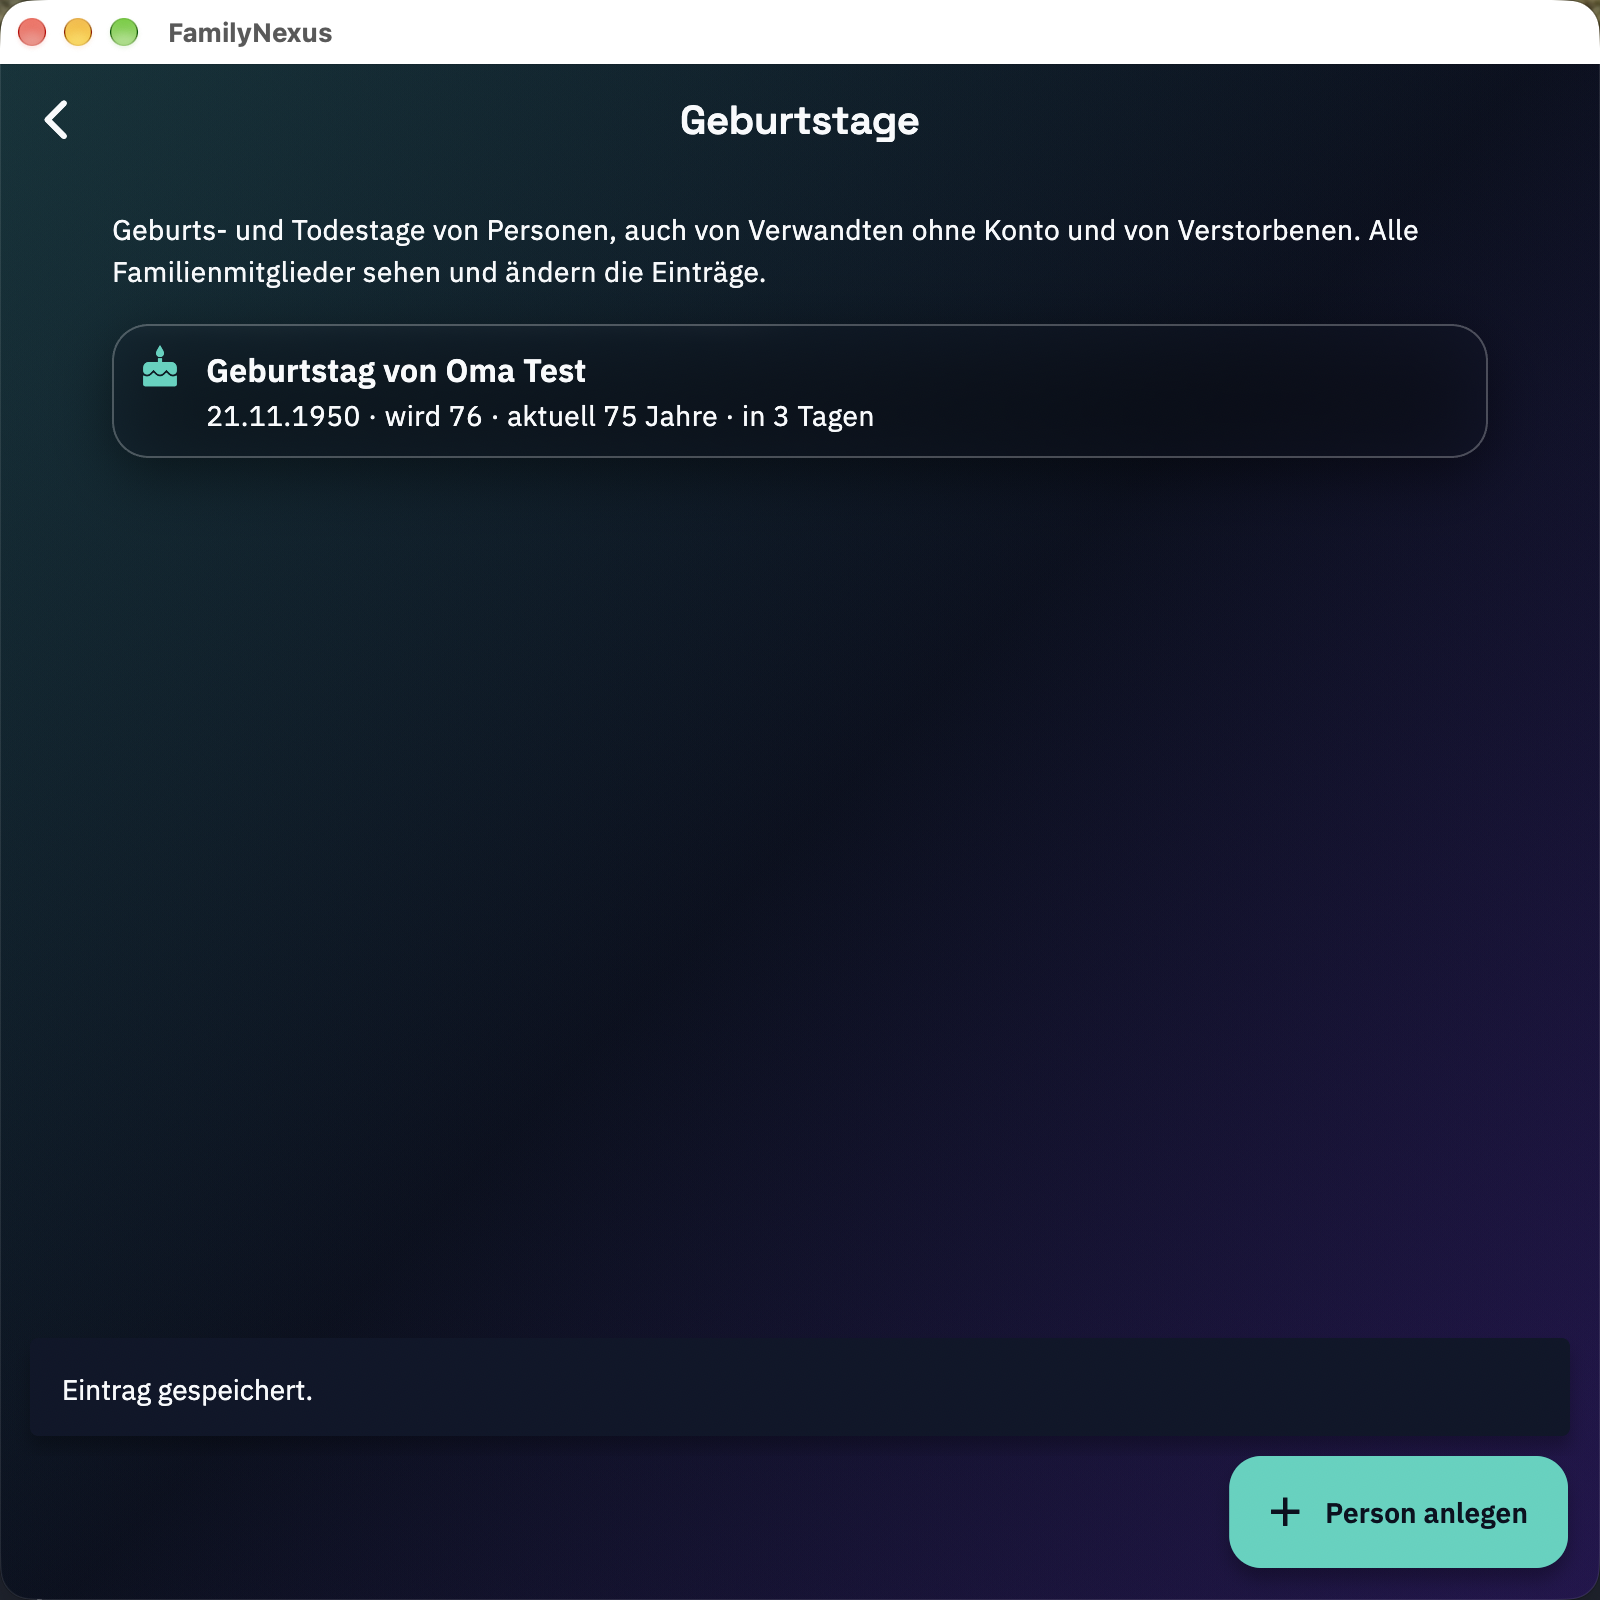 FamilyNexus
Geburtstage
Geburts- und Todestage von Personen, auch von Verwandten ohne Konto und von Verstorbenen. Alle
Familienmitglieder sehen und ändern die Einträge.
Geburtstag von Oma Test
21.11.1950 · wird 76 · aktuell 75 Jahre · in 3 Tagen
Eintrag gespeichert.
Person anlegen